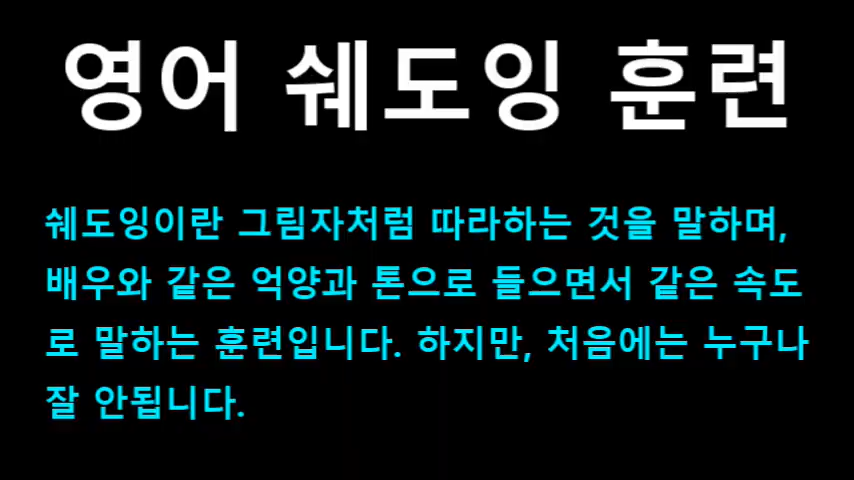 영어 쉐도잉 훈련
쉐도잉이란 그림자처럼 따라하는 것을 말하며,
배우와 같은 억양과 톤으로 들으면서 같은 속도
로 말하는 훈련입니다. 하지만, 처음에는 누구나
잘 안됩니다.